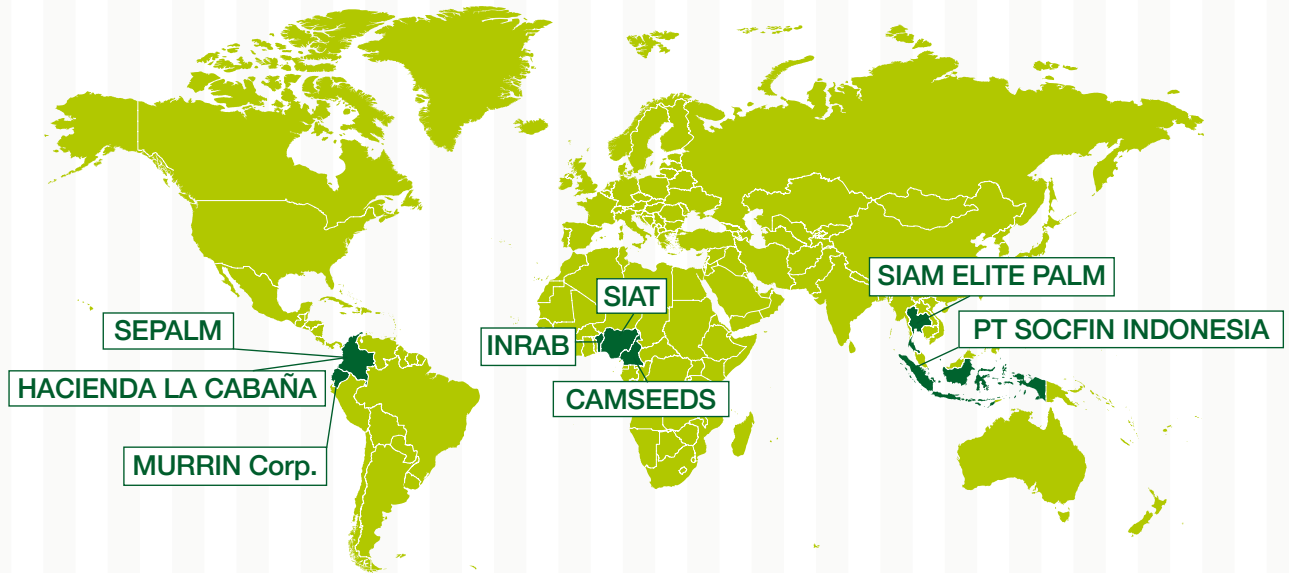 SIAM ELITE PALM
SIAT
SEPALM
PT SOCFIN INDONESIA
INRAB
HACIENDA LA CABAÑA
CAMSEEDS
MURRIN Corp.